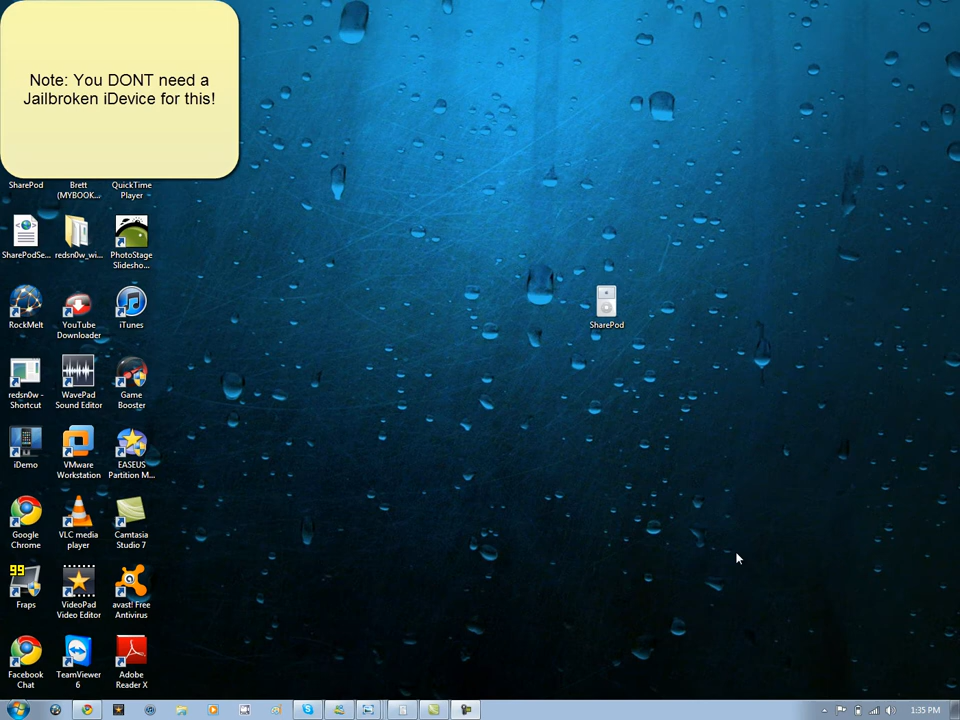 Note: You DONT need a
Jailbroken iDevice for this!
SharePod
Brett
(MYBOOK...
QuickTime
Player
SharePodSe...
redsn0w_wi...
PhotoStage
Slidesho...
RockMelt
YouTube
Downloader
iTunes
redsn0w -
Shortcut
WavePad
Sound Editor
Game
Booster
iDemo
VMware
Workstation
EASEUS
Partition M...
Google
Chrome
VLC media
player
Camtasia
Studio 7
99
Fraps
VideoPad
Video Editor
avast! Free
Antivirus
Facebook
Chat
TeamViewer
6
Adobe
Reader X
SharePod
1:35 PM